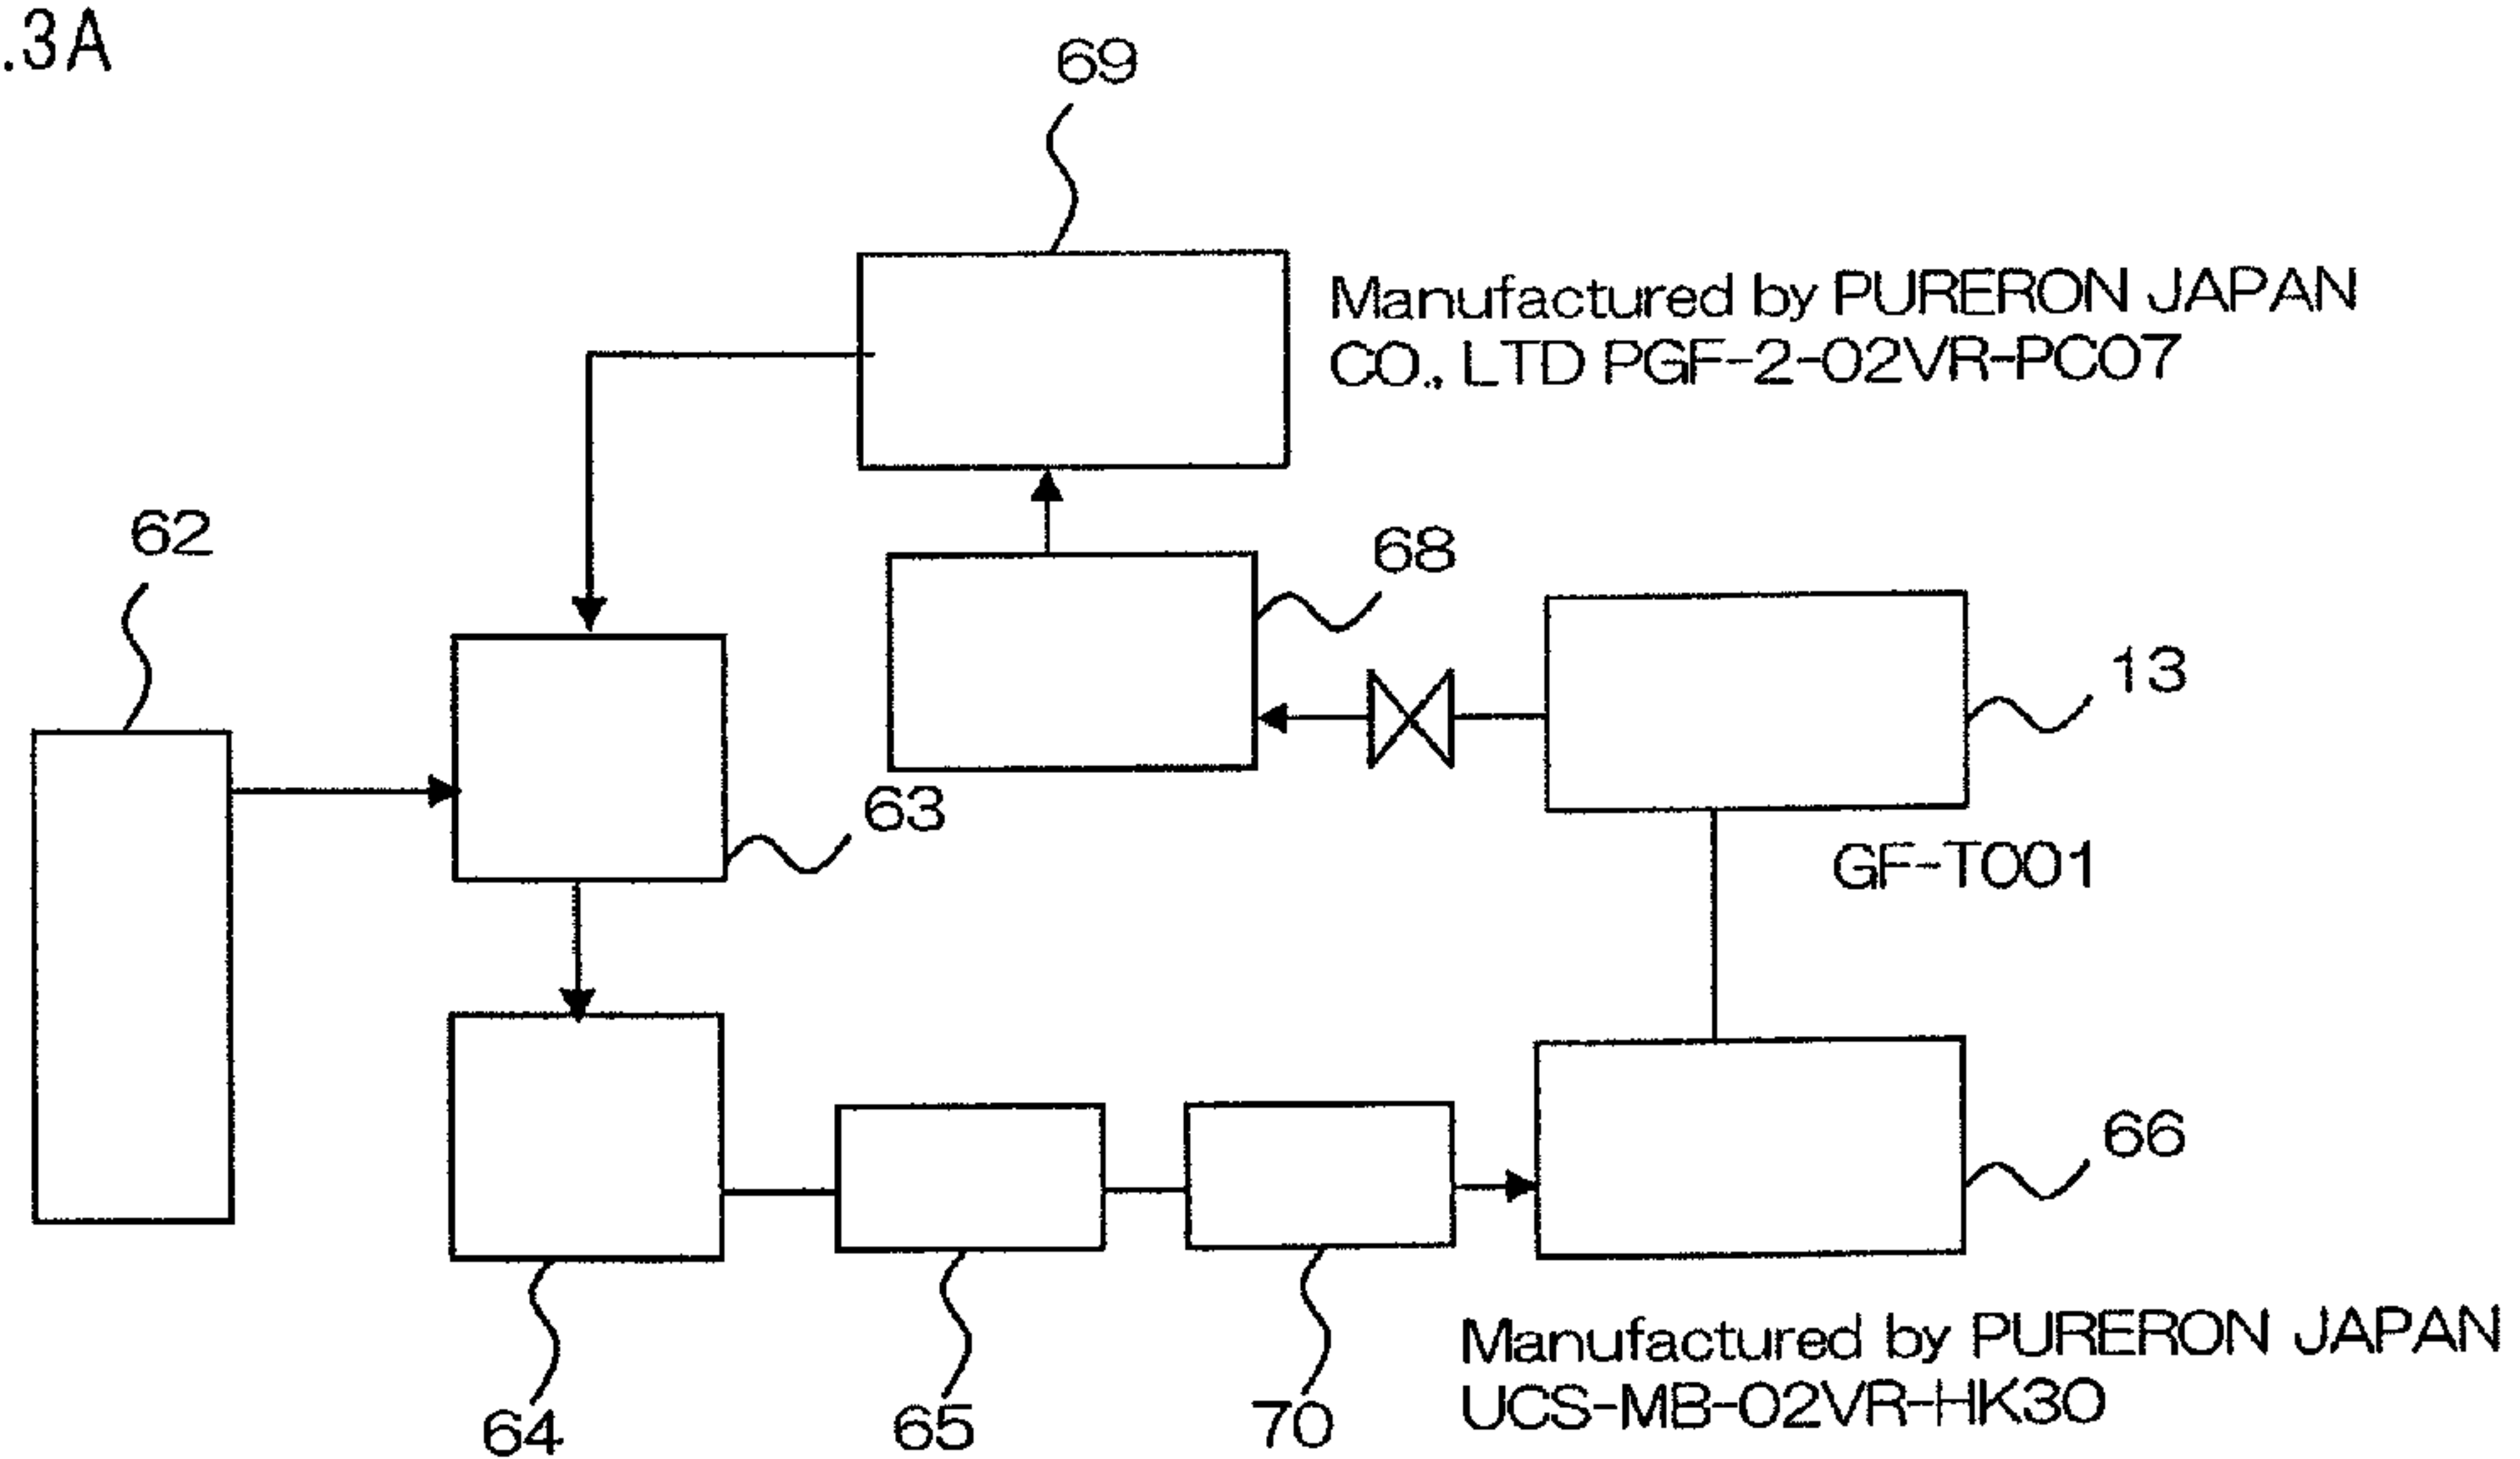 .3A
69
Manufactured by PURERON JAPAN
CO., LTD PGF-2-02VR-PC07
62
68
13
63
GF-T001
66
Manufactured by PURERON JAPAN
UCS-MB-02VR-HK30
64
65
70